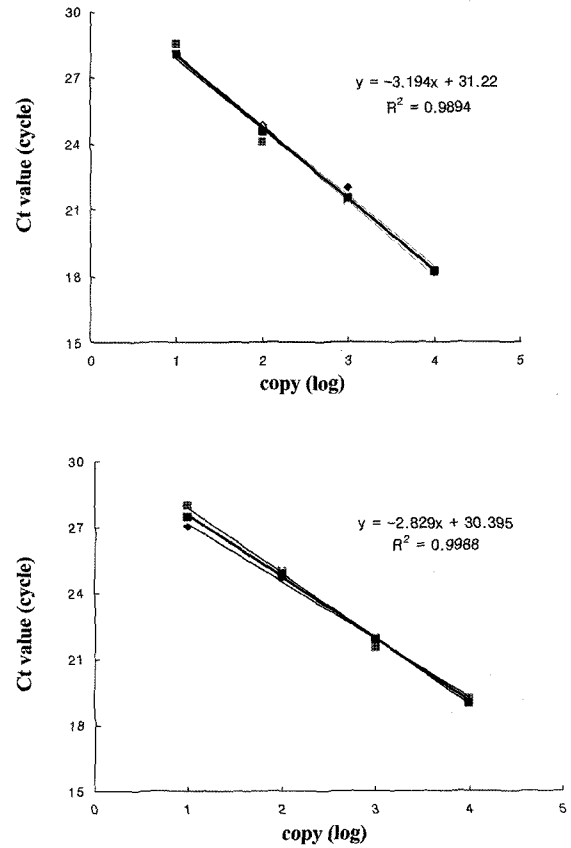 30
27
24
21
18
15
Ct value (cycle)
y = −3.194x + 31.22
R² = 0.9894
0 1 2 3 4 5
copy (log)
30
27
24
21
18
15
Ct value (cycle)
y = −2.829x + 30.395
R² = 0.9988
0 1 2 3 4 5
copy (log)